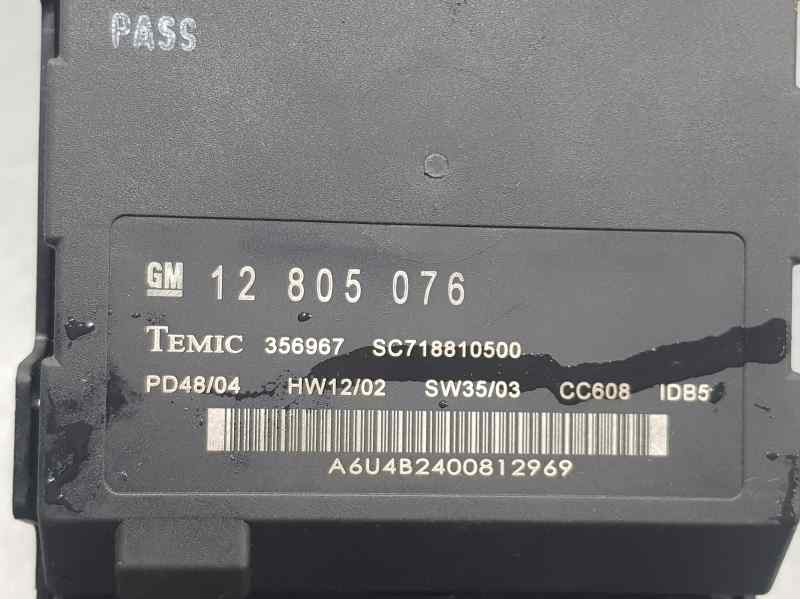 PASS
GM 12 805 076
TEMIC 356967 SC718810500
PD48/04 HW12/02 SW35/03 CC608 IDB5
A6U4B2400812969